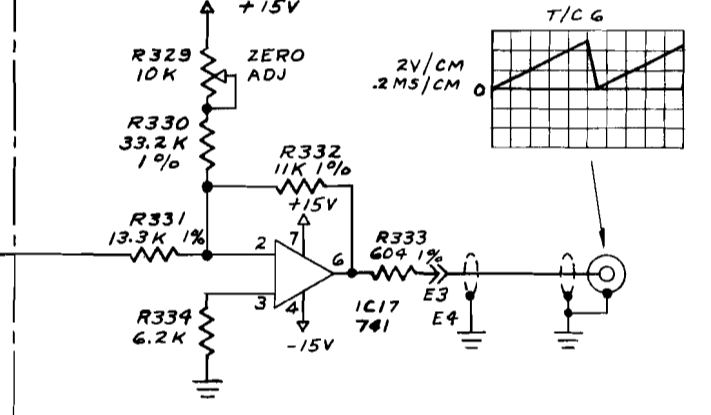 +15V
T/C 6
R329
10K
ZERO
ADJ
2V/CM
.2MS/CM
0
R330
33.2K
1%
R332
11K 1%
+15V
R331
13.3K 1%
2
7
6
R333
604 1%
3
4
E3
IC17
741
E4
R334
6.2K
-15V